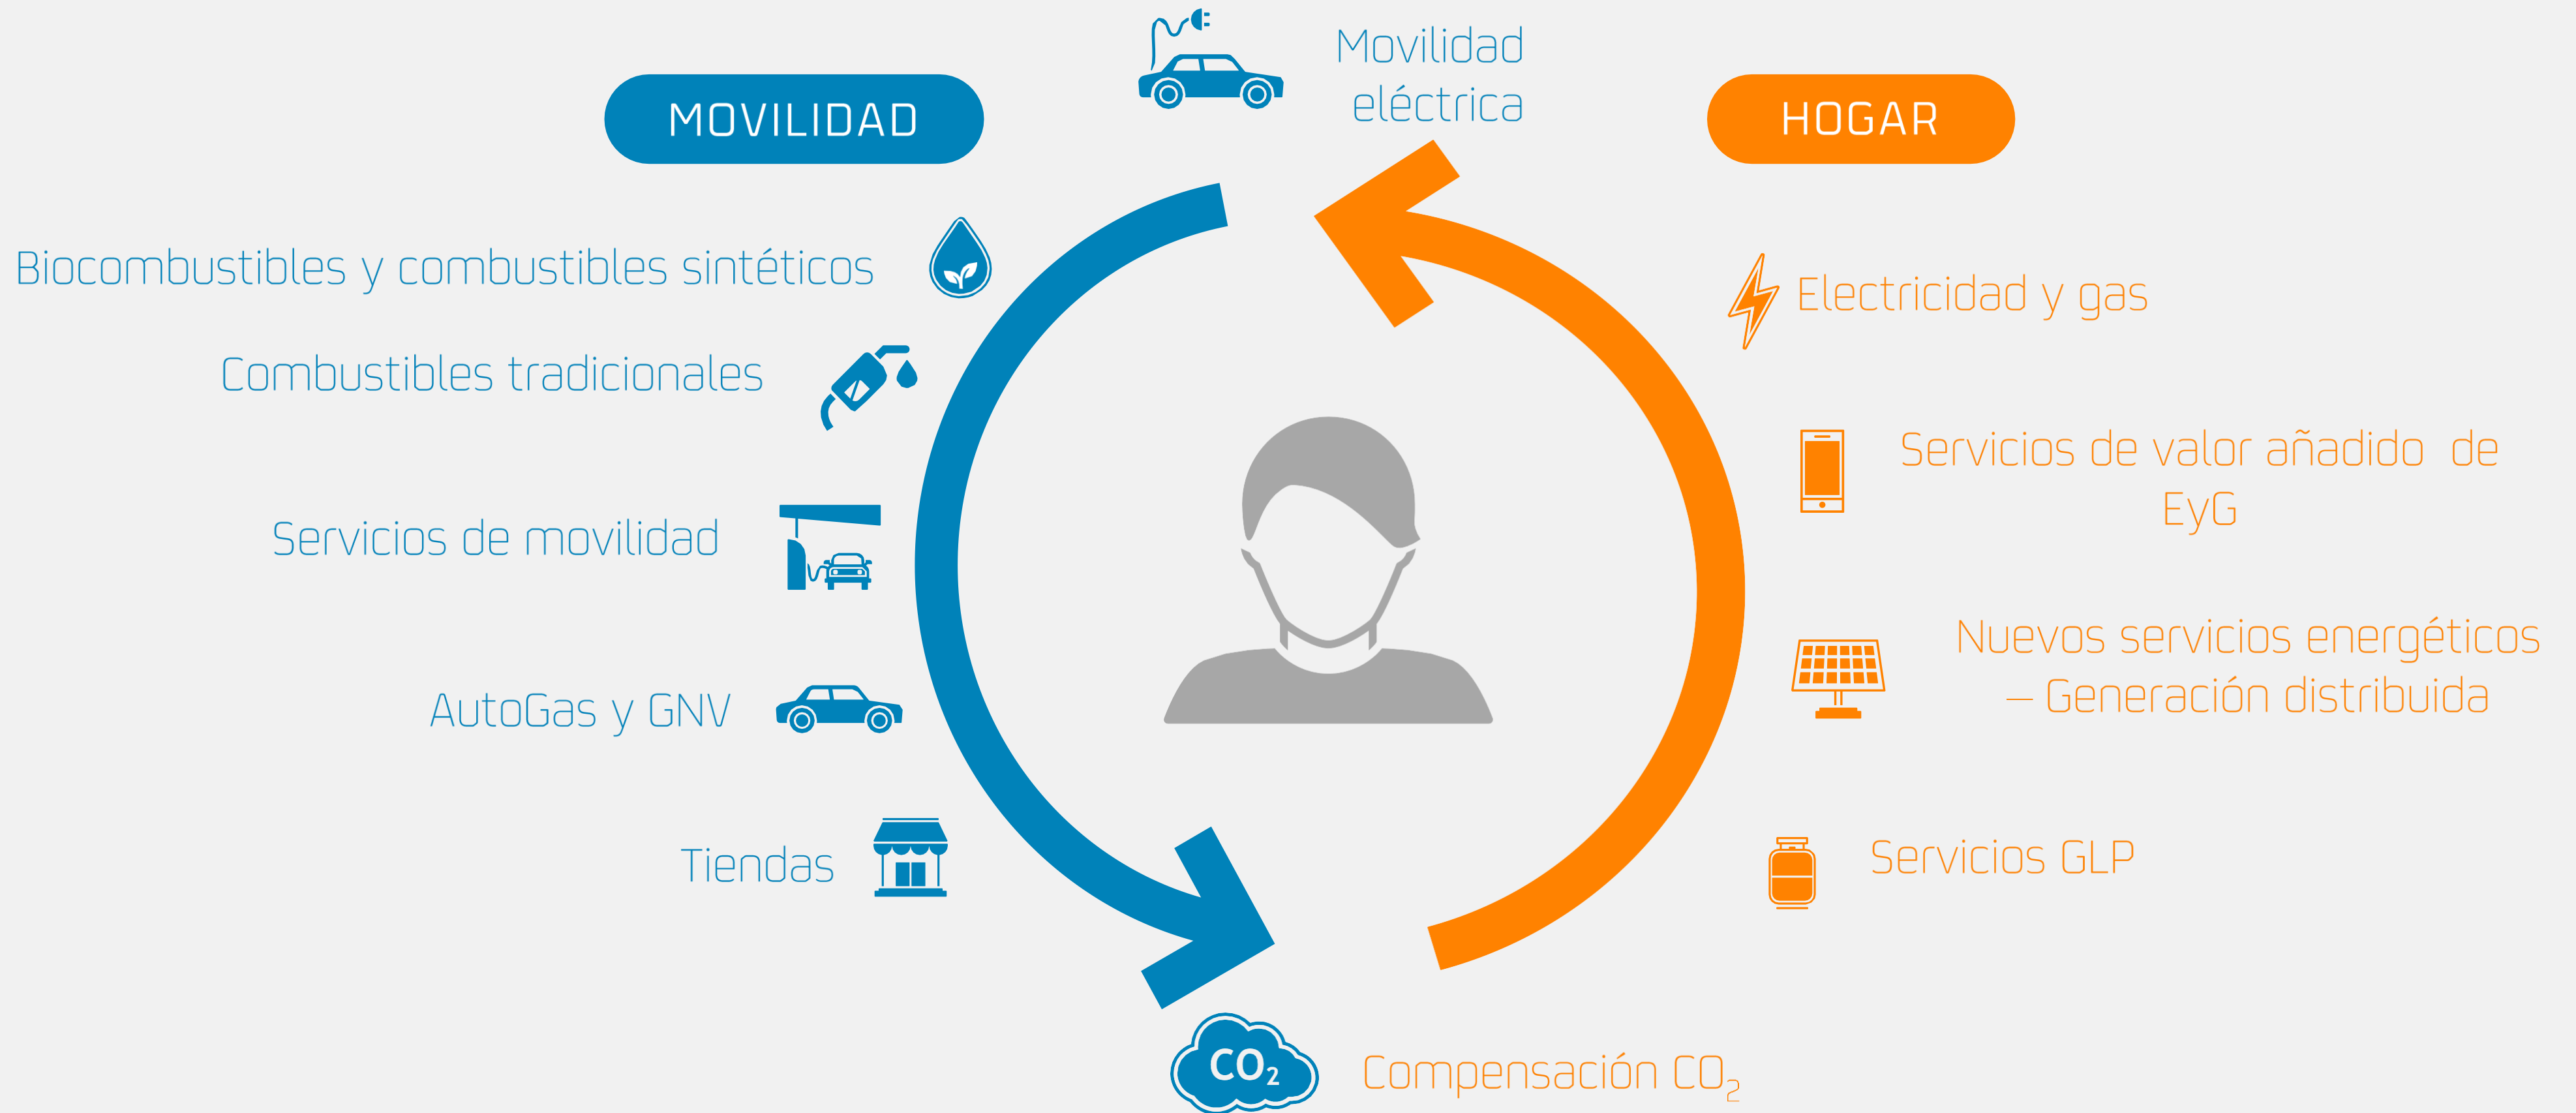 Movilidad
eléctrica
MOVILIDAD
HOGAR
Biocombustibles y combustibles sintéticos
Combustibles tradicionales
Servicios de movilidad
AutoGas y GNV
Tiendas
Electricidad y gas
Servicios de valor añadido de
EyG
Nuevos servicios energéticos
– Generación distribuida
Servicios GLP
CO₂
Compensación CO₂